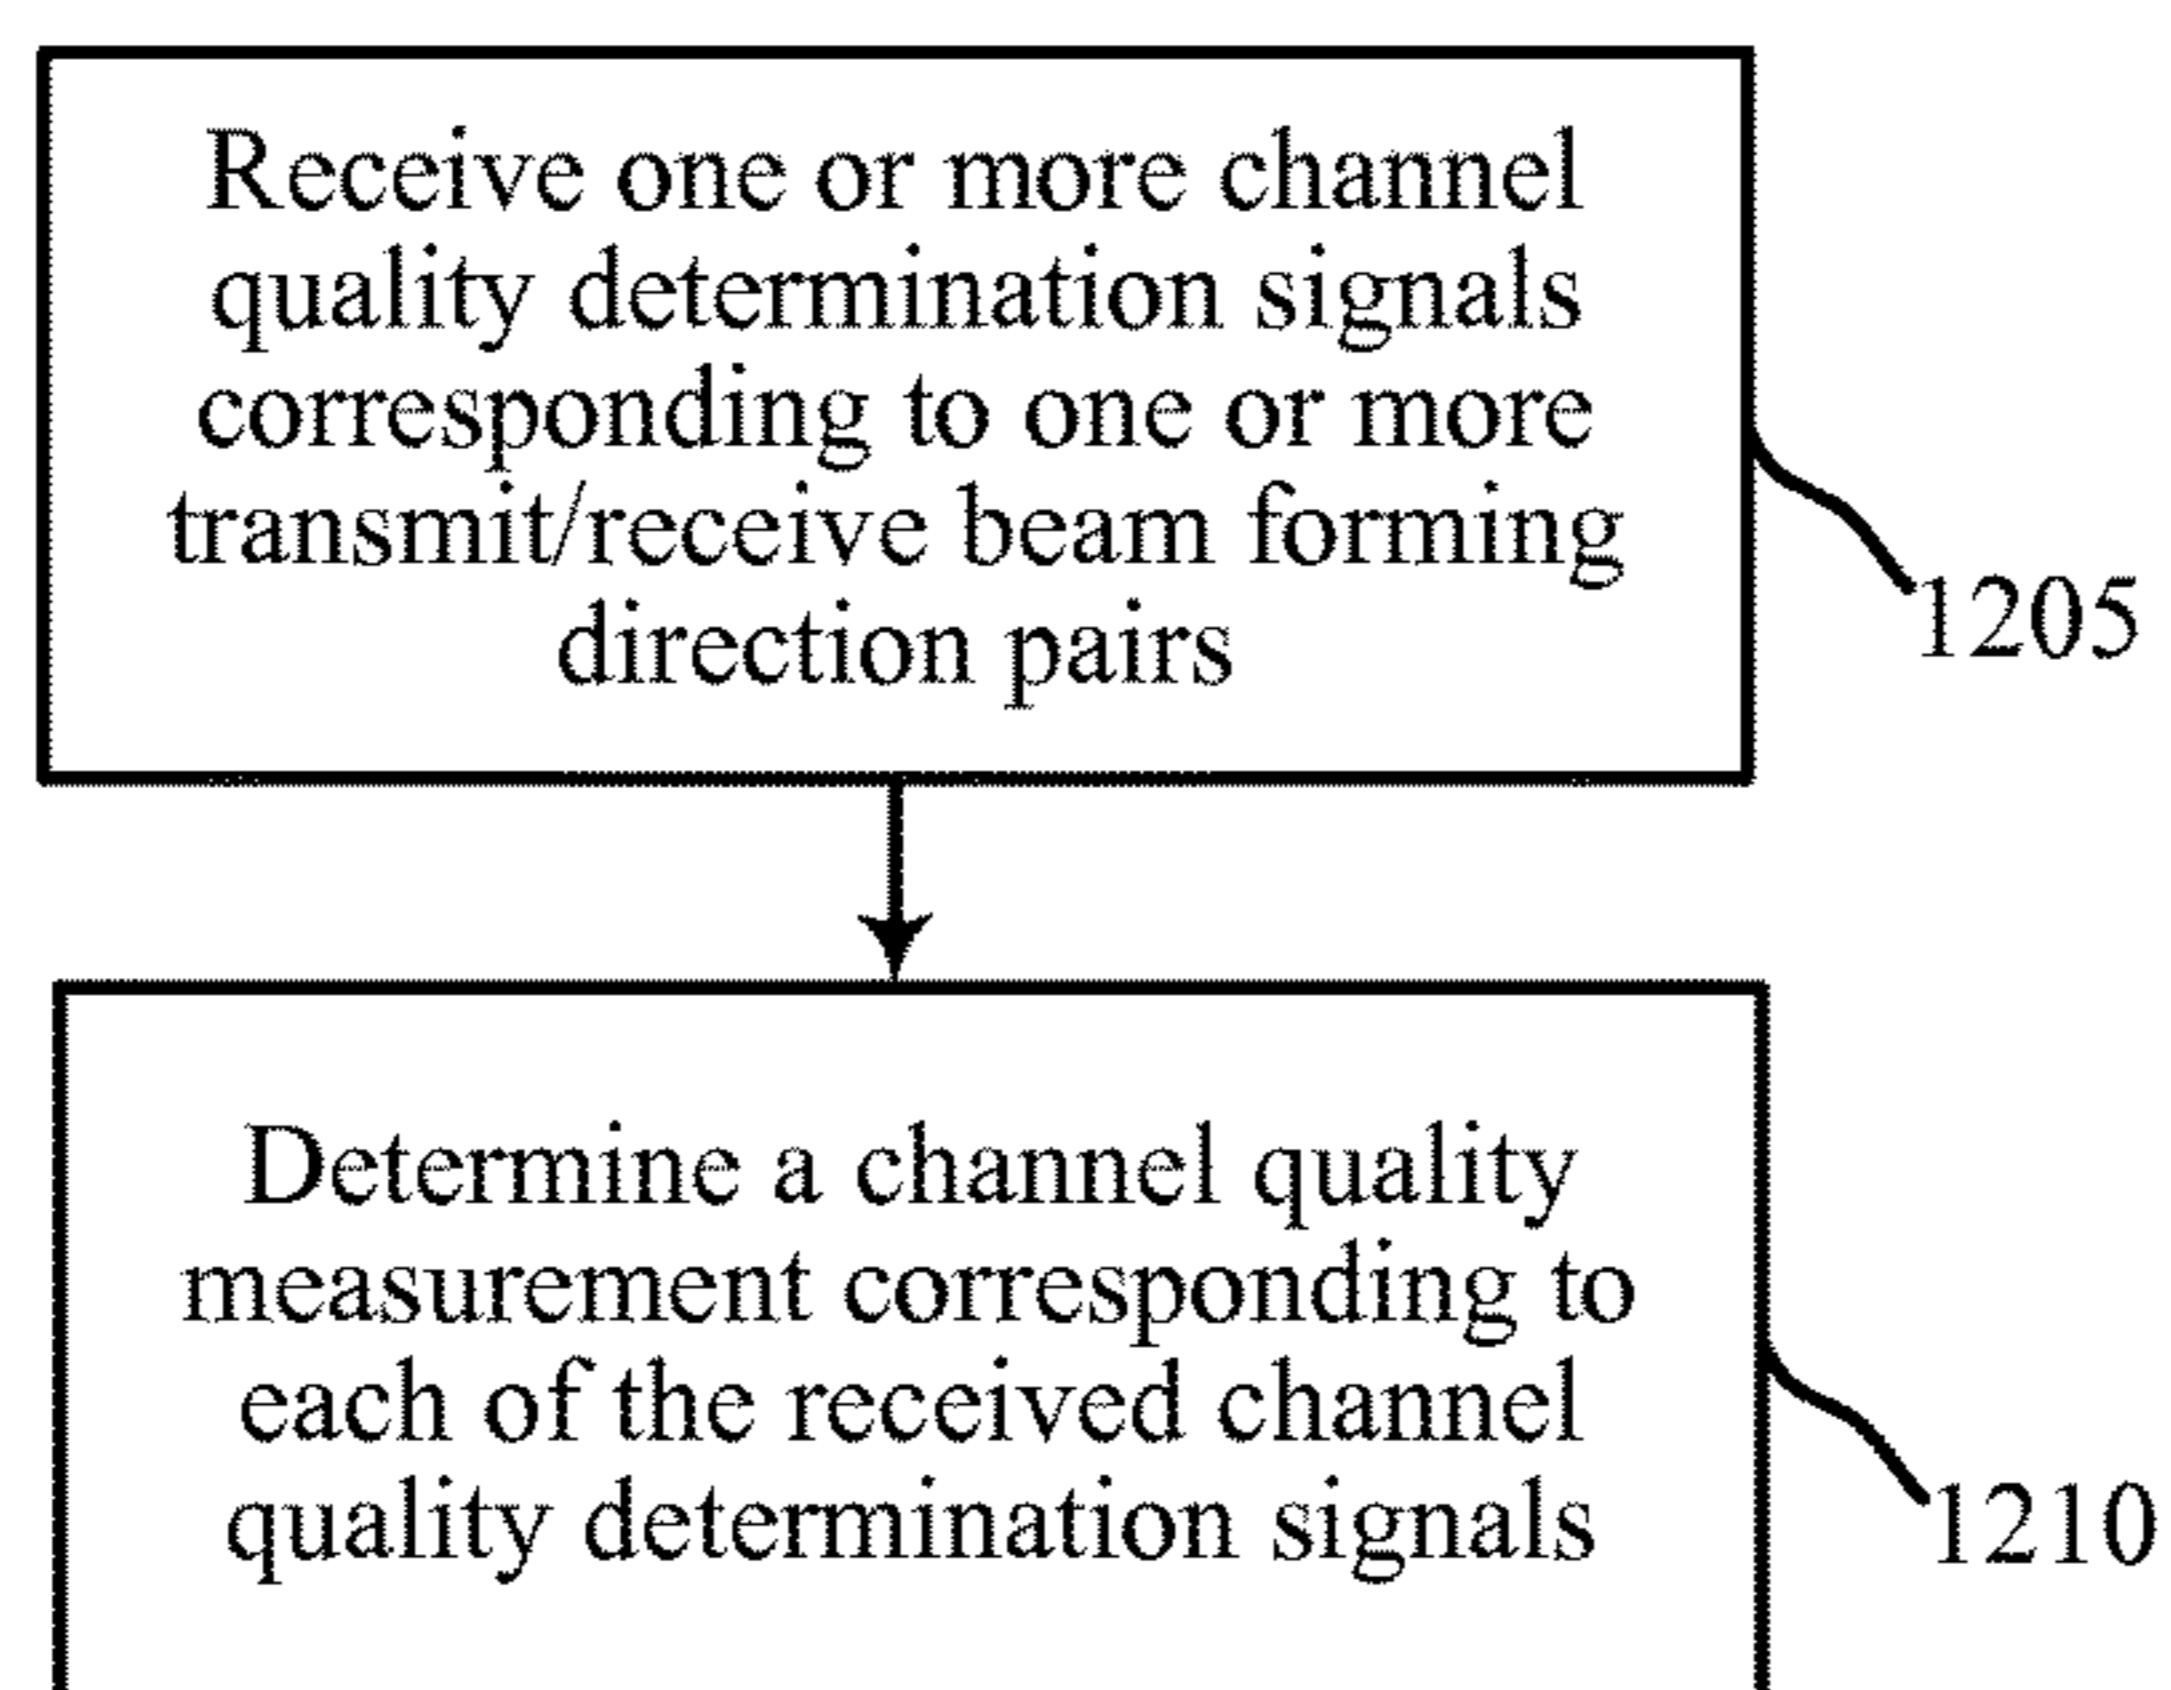 Receive one or more channel
quality determination signals
corresponding to one or more
transmit/receive beam forming
direction pairs
1205
Determine a channel quality
measurement corresponding to
each of the received channel
quality determination signals
1210